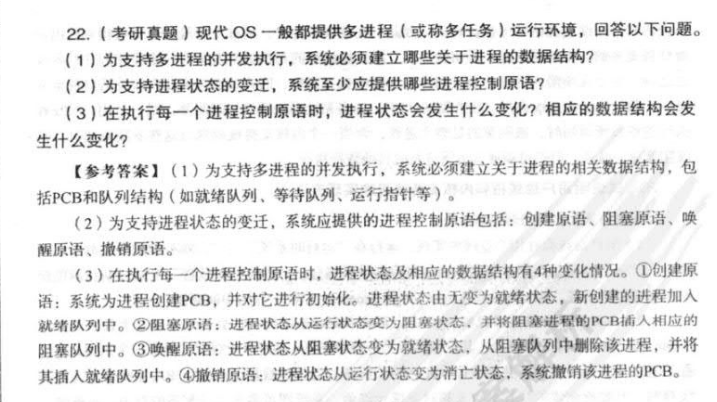 22.（考研真题）现代 OS 一般都提供多进程（或称多任务）运行环境，回答以下问题。
（1）为支持多进程的并发执行，系统必须建立哪些关于进程的数据结构？
（2）为支持进程状态的变迁，系统至少应提供哪些进程控制原语？
（3）在执行每一个进程控制原语时，进程状态会发生什么变化？相应的数据结构会发
生什么变化？
【参考答案】（1）为支持多进程的并发执行，系统必须建立关于进程的相关数据结构，包
括PCB和队列结构（如就绪队列、等待队列、运行指针等）。
（2）为支持进程状态的变迁，系统应提供的进程控制原语包括：创建原语、阻塞原语、唤
醒原语、撤销原语。
（3）在执行每一个进程控制原语时，进程状态及相应的数据结构有4种变化情况。①创建原
语：系统为进程创建PCB，并对它进行初始化。进程状态由无变为就绪状态，新创建的进程加入
就绪队列中。②阻塞原语：进程状态从运行状态变为阻塞状态，并将阻塞进程的PCB插入相应的
阻塞队列中。③唤醒原语：进程状态从阻塞状态变为就绪状态，从阻塞队列中删除该进程，并将
其插入就绪队列中。④撤销原语：进程状态从运行状态变为消亡状态，系统撤销该进程的PCB。